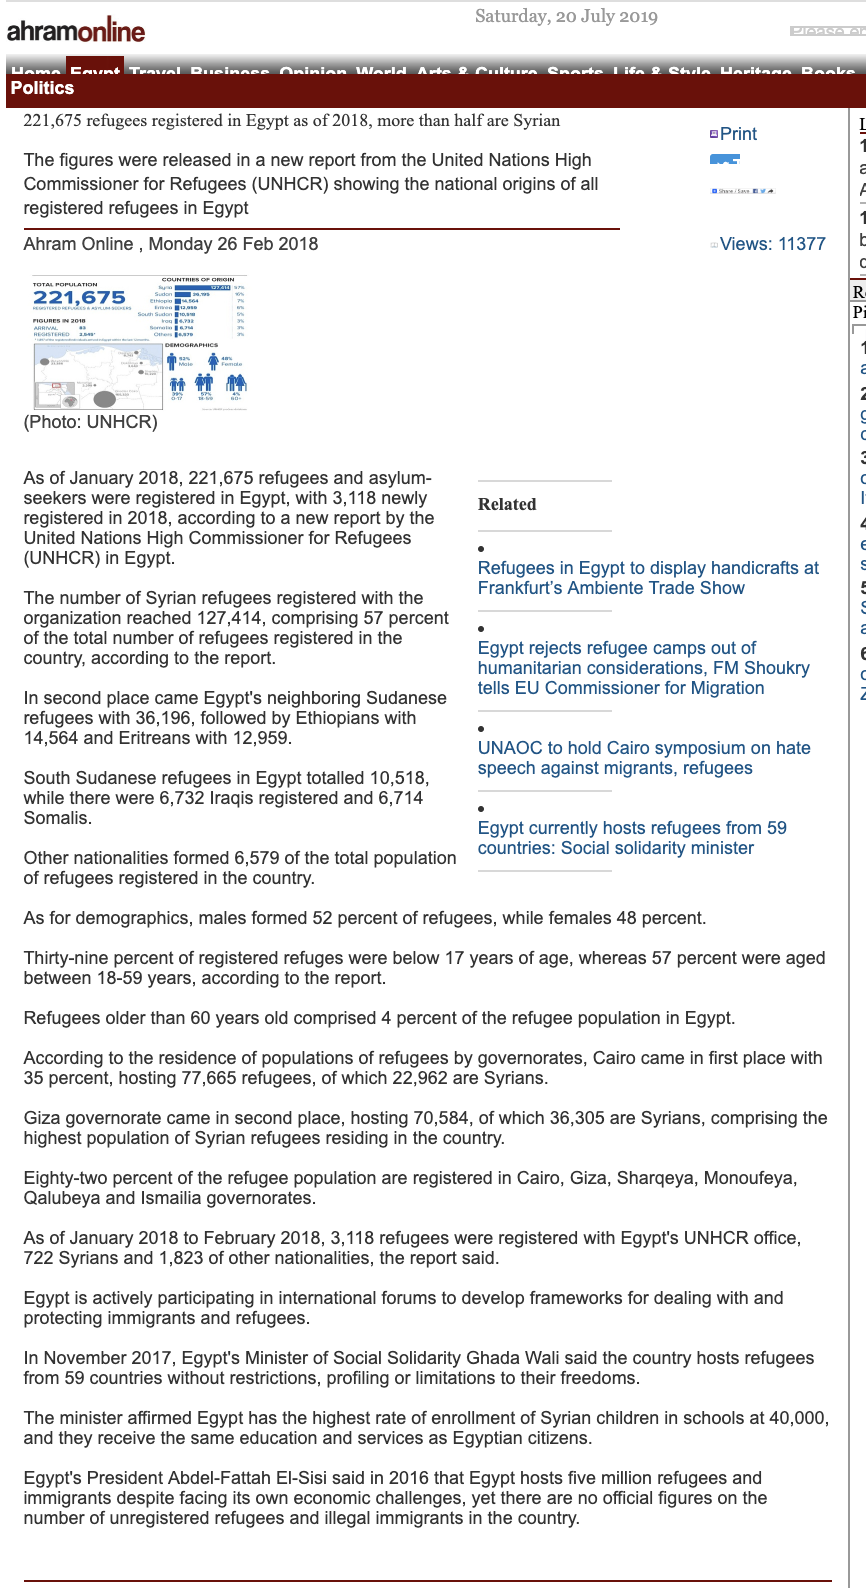 Saturday, 20 July 2019
ahramonline
Home Egypt Travel Business Opinion World Arts & Culture Sports Life & Style Heritage Books
Politics
221,675 refugees registered in Egypt as of 2018, more than half are Syrian
Print
The figures were released in a new report from the United Nations High
Commissioner for Refugees (UNHCR) showing the national origins of all
registered refugees in Egypt
Share / Save
Ahram Online , Monday 26 Feb 2018
Views: 11377
TOTAL POPULATION
221,675
REGISTERED REFUGEES & ASYLUM-SEEKERS
FIGURES IN 2018
ARRIVAL 83
REGISTERED
COUNTRIES OF ORIGIN
Syria 127,414 57%
Sudan 36,195 16%
Ethiopia 14,564 7%
Eritrea 12,959 6%
South Sudan 10,518 5%
Iraq 6,732 3%
Somalia 6,714 3%
Others 6,579 3%
DEMOGRAPHICS
52% Male
48% Female
39% 0-17
57% 18-59
4% 60+
(Photo: UNHCR)
As of January 2018, 221,675 refugees and asylum-
seekers were registered in Egypt, with 3,118 newly
registered in 2018, according to a new report by the
United Nations High Commissioner for Refugees
(UNHCR) in Egypt.
The number of Syrian refugees registered with the
organization reached 127,414, comprising 57 percent
of the total number of refugees registered in the
country, according to the report.
In second place came Egypt's neighboring Sudanese
refugees with 36,196, followed by Ethiopians with
14,564 and Eritreans with 12,959.
South Sudanese refugees in Egypt totalled 10,518,
while there were 6,732 Iraqis registered and 6,714
Somalis.
Other nationalities formed 6,579 of the total population
of refugees registered in the country.
Related
Refugees in Egypt to display handicrafts at
Frankfurt's Ambiente Trade Show
Egypt rejects refugee camps out of
humanitarian considerations, FM Shoukry
tells EU Commissioner for Migration
UNAOC to hold Cairo symposium on hate
speech against migrants, refugees
Egypt currently hosts refugees from 59
countries: Social solidarity minister
As for demographics, males formed 52 percent of refugees, while females 48 percent.
Thirty-nine percent of registered refuges were below 17 years of age, whereas 57 percent were aged
between 18-59 years, according to the report.
Refugees older than 60 years old comprised 4 percent of the refugee population in Egypt.
According to the residence of populations of refugees by governorates, Cairo came in first place with
35 percent, hosting 77,665 refugees, of which 22,962 are Syrians.
Giza governorate came in second place, hosting 70,584, of which 36,305 are Syrians, comprising the
highest population of Syrian refugees residing in the country.
Eighty-two percent of the refugee population are registered in Cairo, Giza, Sharqeya, Monoufeya,
Qalubeya and Ismailia governorates.
As of January 2018 to February 2018, 3,118 refugees were registered with Egypt's UNHCR office,
722 Syrians and 1,823 of other nationalities, the report said.
Egypt is actively participating in international forums to develop frameworks for dealing with and
protecting immigrants and refugees.
In November 2017, Egypt's Minister of Social Solidarity Ghada Wali said the country hosts refugees
from 59 countries without restrictions, profiling or limitations to their freedoms.
The minister affirmed Egypt has the highest rate of enrollment of Syrian children in schools at 40,000,
and they receive the same education and services as Egyptian citizens.
Egypt's President Abdel-Fattah El-Sisi said in 2016 that Egypt hosts five million refugees and
immigrants despite facing its own economic challenges, yet there are no official figures on the
number of unregistered refugees and illegal immigrants in the country.